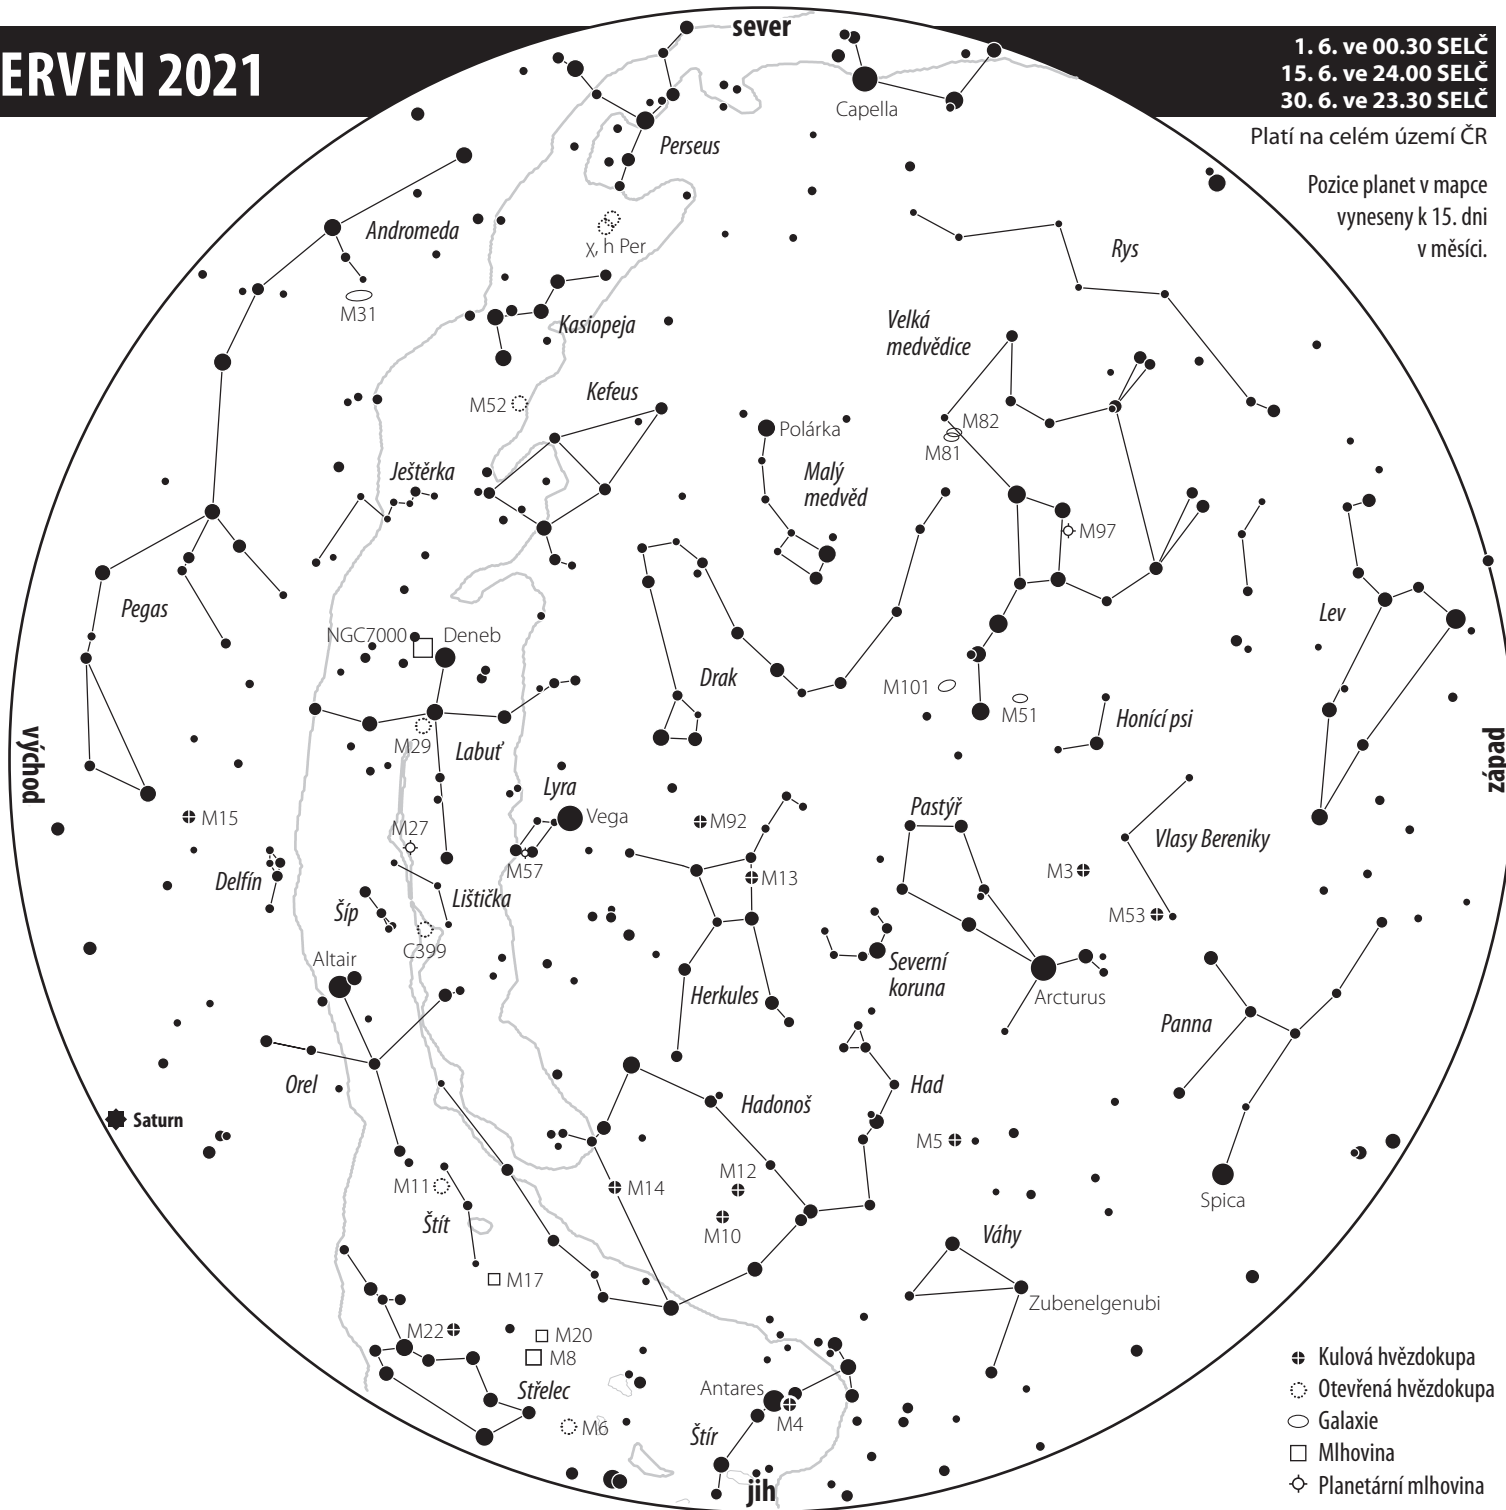 sever
ERVEN 2021
1. 6. ve 00.30 SELČ
15. 6. ve 24.00 SELČ
30. 6. ve 23.30 SELČ
Platí na celém území ČR
Pozice planet v mapce
vyneseny k 15. dni
v měsíci.
Capella
Perseus
Andromeda
χ, h Per
Rys
M31
Kasiopeja
Velká
medvědice
Kefeus
M52
Polárka
M82
M81
Ještěrka
Malý
medvěd
M97
Pegas
Lev
NGC7000
Deneb
Drak
M101
M51
Honící psi
východ
západ
M29
Labuť
Lyra
Vega
M15
M92
Pastýř
M27
Vlasy Bereniky
M57
M3
Delfín
M13
Lištička
Šíp
M53
C399
Altair
Severní
koruna
Herkules
Arcturus
Panna
Orel
Had
Hadonoš
Saturn
M5
M12
M11
M14
Spica
Štít
M10
Váhy
M17
Zubenelgenubi
M22
M20
M8
Střelec
Antares
M4
M6
Štír
jih
Kulová hvězdokupa
Otevřená hvězdokupa
Galaxie
Mlhovina
Planetární mlhovina